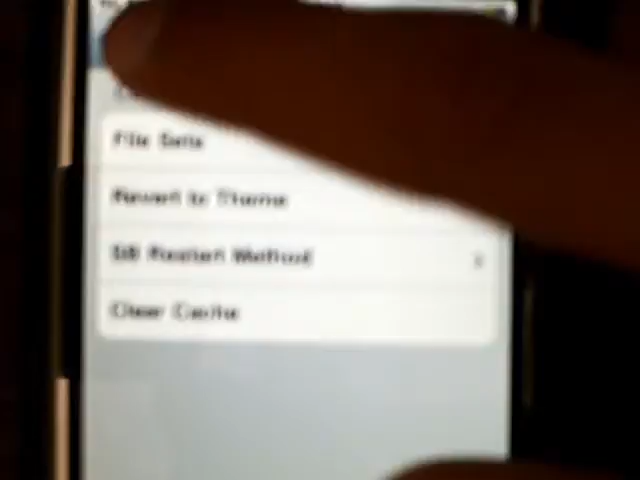 File Sets
Revert to Theme
SB Restart Method
Clear Cache